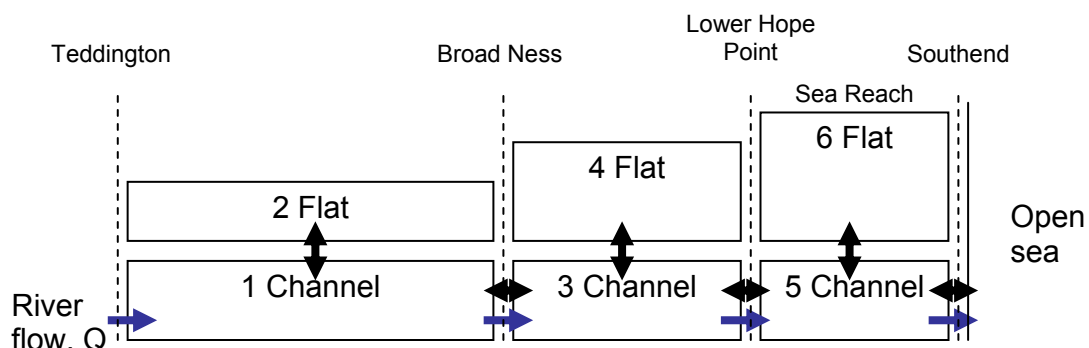 Teddington
Broad Ness
Lower Hope
Point
Southend
Sea Reach
2 Flat
4 Flat
6 Flat
1 Channel
3 Channel
5 Channel
Open
sea
River
flow, Q